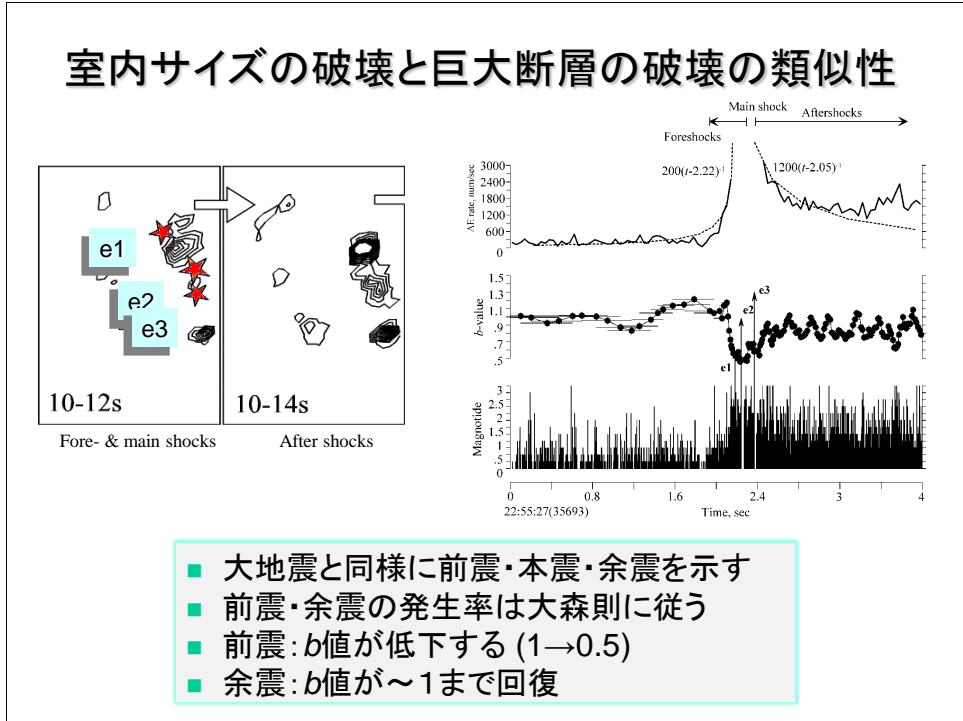 室内サイズの破壊と巨大断層の破壊の類似性
e1
e2
e3
10-12s
10-14s
Fore- & main shocks
After shocks
Main shock
Foreshocks
Aftershocks
200(t-2.22)⁻¹
1200(t-2.05)⁻¹
AE rate, num/sec
3000
2400
1800
1200
600
0
b-value
1.5
1.3
1.1
.9
.7
.5
e1
e2
e3
Magnotide
3
2.5
2
1.5
1
.5
0
0 0.8 1.6 2.4 3 4
22:55:27(35693)
Time, sec
大地震と同様に前震・本震・余震を示す
前震・余震の発生率は大森則に従う
前震：b値が低下する (1→0.5)
余震：b値が～1まで回復